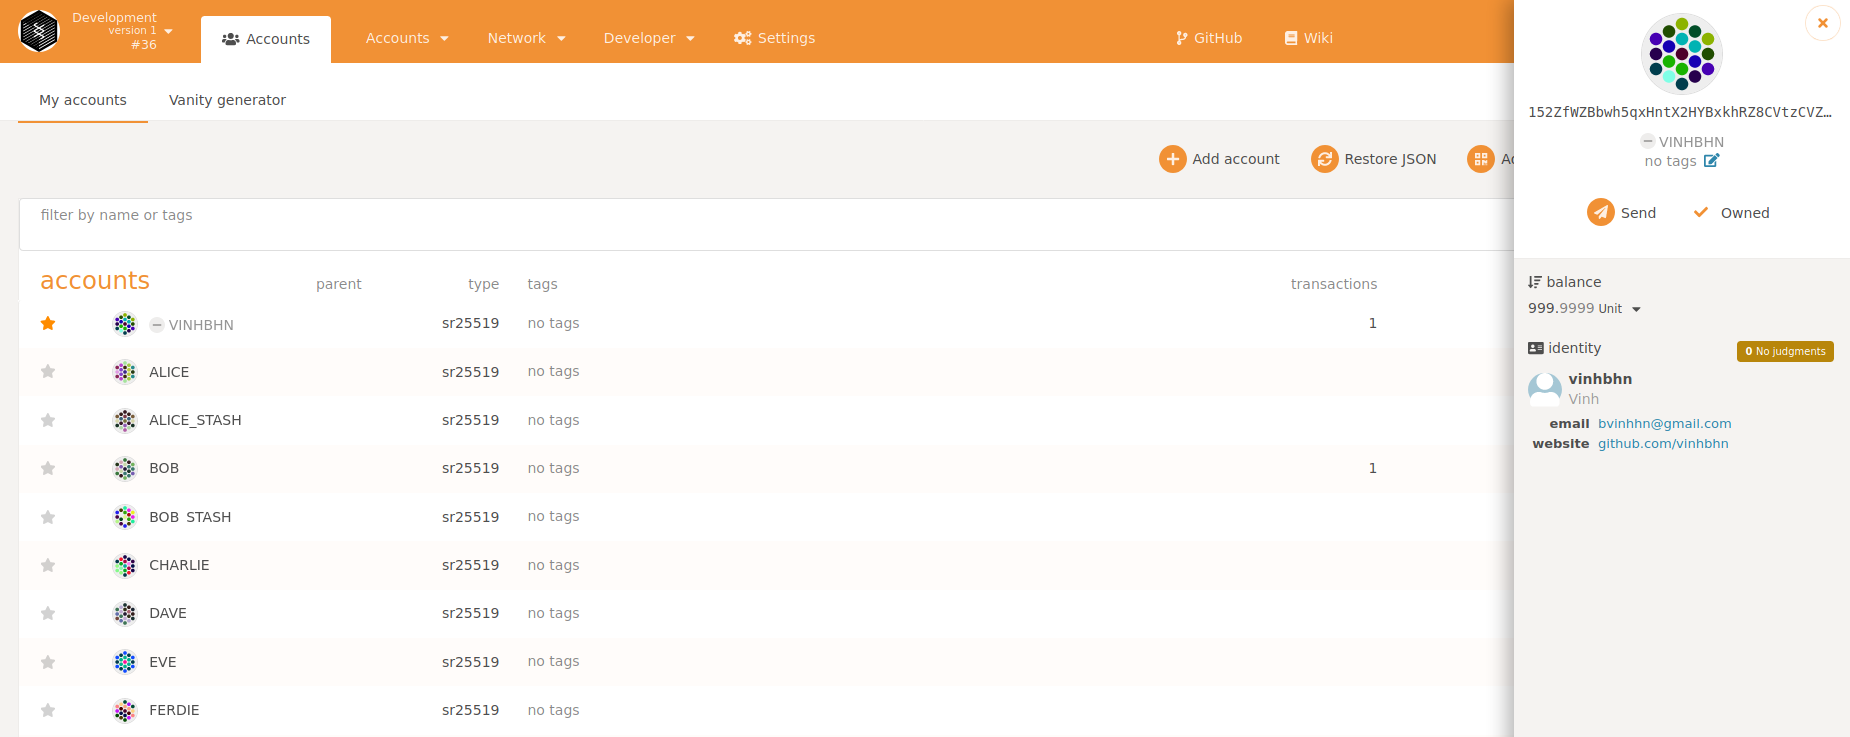 Development
version 1
#36
Accounts
Accounts
Network
Developer
Settings
GitHub
Wiki
My accounts
Vanity generator
Add account
Restore JSON
filter by name or tags
accounts parent type tags transactions
VINHBHN sr25519 no tags 1
ALICE sr25519 no tags
ALICE_STASH sr25519 no tags
BOB sr25519 no tags 1
BOB_STASH sr25519 no tags
CHARLIE sr25519 no tags
DAVE sr25519 no tags
EVE sr25519 no tags
FERDIE sr25519 no tags
152ZfWZBbwh5qxHntX2HYBxkhRZ8CVtzCVZ…
VINHBHN
no tags
Send
Owned
balance
999.9999 Unit
identity
0 No judgments
vinhbhn
Vinh
email bvinhhn@gmail.com
website github.com/vinhbhn